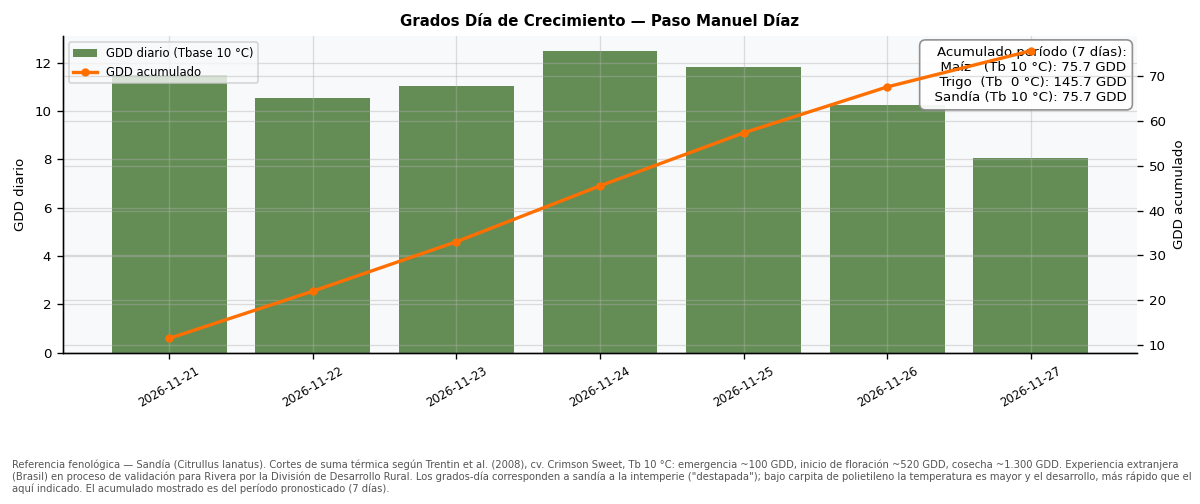 Grados Día de Crecimiento — Paso Manuel Díaz
GDD diario (Tbase 10 °C)
GDD acumulado
Acumulado período (7 días):
Maíz (Tb 10 °C): 75.7 GDD
Trigo (Tb 0 °C): 145.7 GDD
Sandía (Tb 10 °C): 75.7 GDD
GDD diario
12
10
8
6
4
2
0
GDD acumulado
70
60
50
40
30
20
10
2026-11-21
2026-11-22
2026-11-23
2026-11-24
2026-11-25
2026-11-26
2026-11-27
Referencia fenológica — Sandía (Citrullus lanatus). Cortes de suma térmica según Trentin et al. (2008), cv. Crimson Sweet, Tb 10 °C: emergencia ~100 GDD, inicio de floración ~520 GDD, cosecha ~1.300 GDD. Experiencia extranjera
(Brasil) en proceso de validación para Rivera por la División de Desarrollo Rural. Los grados-día corresponden a sandía a la intemperie ("destapada"); bajo carpita de polietileno la temperatura es mayor y el desarrollo, más rápido que el
aquí indicado. El acumulado mostrado es del período pronosticado (7 días).